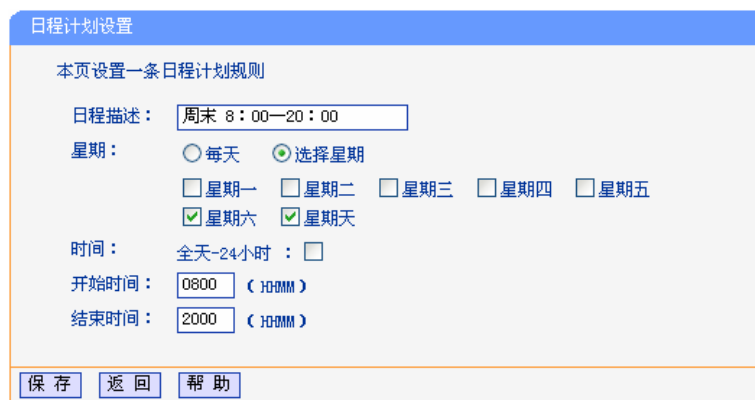 日程计划设置
本页设置一条日程计划规则
日程描述： 周末 8：00—20：00
星期： 每天 选择星期
星期一 星期二 星期三 星期四 星期五
星期六 星期天
时间： 全天-24小时 ：
开始时间： 0800 （HHMM）
结束时间： 2000 （HHMM）
保 存 返 回 帮 助